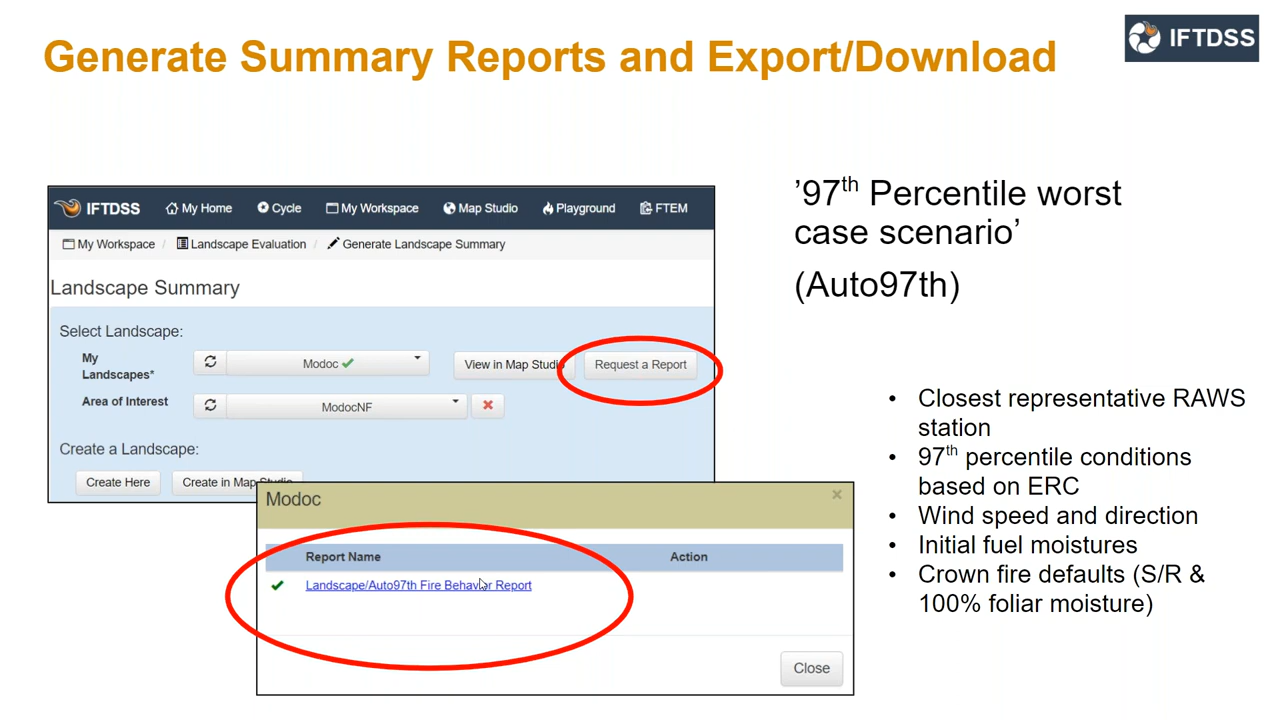 Generate Summary Reports and Export/Download
IFTDSS
IFTDSS
My Home
Cycle
My Workspace
Map Studio
Playground
FTEM
My Workspace / Landscape Evaluation / Generate Landscape Summary
Landscape Summary
Select Landscape:
My
Landscapes*
Modoc
View in Map Studio
Request a Report
Area of Interest
ModocNF
Create a Landscape:
Create Here
Create in Map Studio
Modoc
×
Report Name
Action
Landscape/Auto97th Fire Behavior Report
Close
’97th Percentile worst
case scenario’
(Auto97th)
• Closest representative RAWS
station
• 97th percentile conditions
based on ERC
• Wind speed and direction
• Initial fuel moistures
• Crown fire defaults (S/R &
100% foliar moisture)